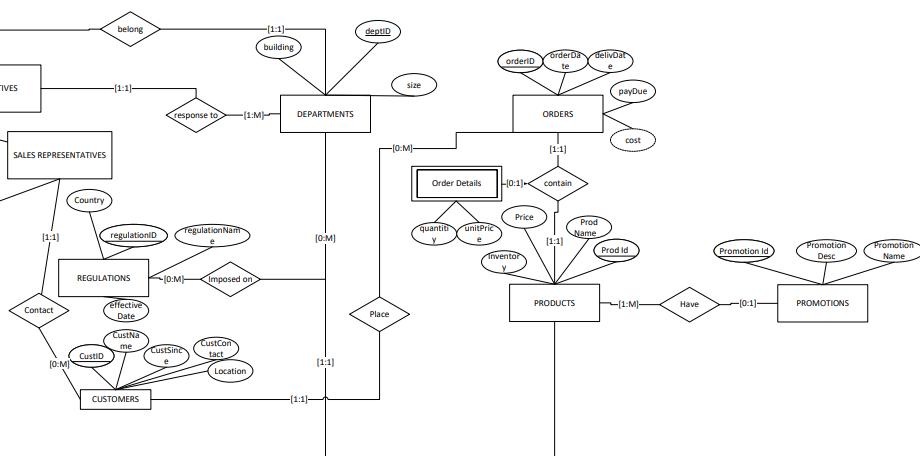 belong
[1:1]
deptID
building
size
TIVES
[1:1]
response to
[1:M]
DEPARTMENTS
orderID
orderDa
te
delivDat
e
payDue
ORDERS
cost
[0:M]
[1:1]
SALES REPRESENTATIVES
Order Details
[0:1]
contain
quantiti
y
unitPric
e
Country
regulationID
regulationNam
e
[1:1]
[0:M]
REGULATIONS
[0:M]
Imposed on
effective
Date
Price
Prod
Name
[1:1]
Prod Id
Inventor
y
PRODUCTS
[1:M]
Have
[0:1]
Promotion Id
Promotion
Desc
Promotion
Name
PROMOTIONS
Contact
Place
CustNa
me
CustID
CustSinc
e
CustCon
tact
Location
[0:M]
[1:1]
CUSTOMERS
[1:1]